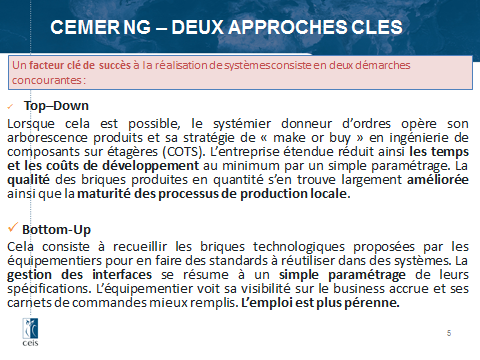 CEMER NG – DEUX APPROCHES CLES
Un facteur clé de succès à la réalisation de systèmes consiste en deux démarches
concourantes :
✓ Top–Down
Lorsque cela est possible, le systémier donneur d'ordres opère son
arborescence produits et sa stratégie de « make or buy » en ingénierie de
composants sur étagères (COTS). L'entreprise étendue réduit ainsi les temps
et les coûts de développement au minimum par un simple paramétrage. La
qualité des briques produites en quantité s'en trouve largement améliorée
ainsi que la maturité des processus de production locale.
✓ Bottom-Up
Cela consiste à recueillir les briques technologiques proposées par les
équipementiers pour en faire des standards à réutiliser dans des systèmes. La
gestion des interfaces se résume à un simple paramétrage de leurs
spécifications. L'équipementier voit sa visibilité sur le business accrue et ses
carnets de commandes mieux remplis. L'emploi est plus pérenne.
ceis
5